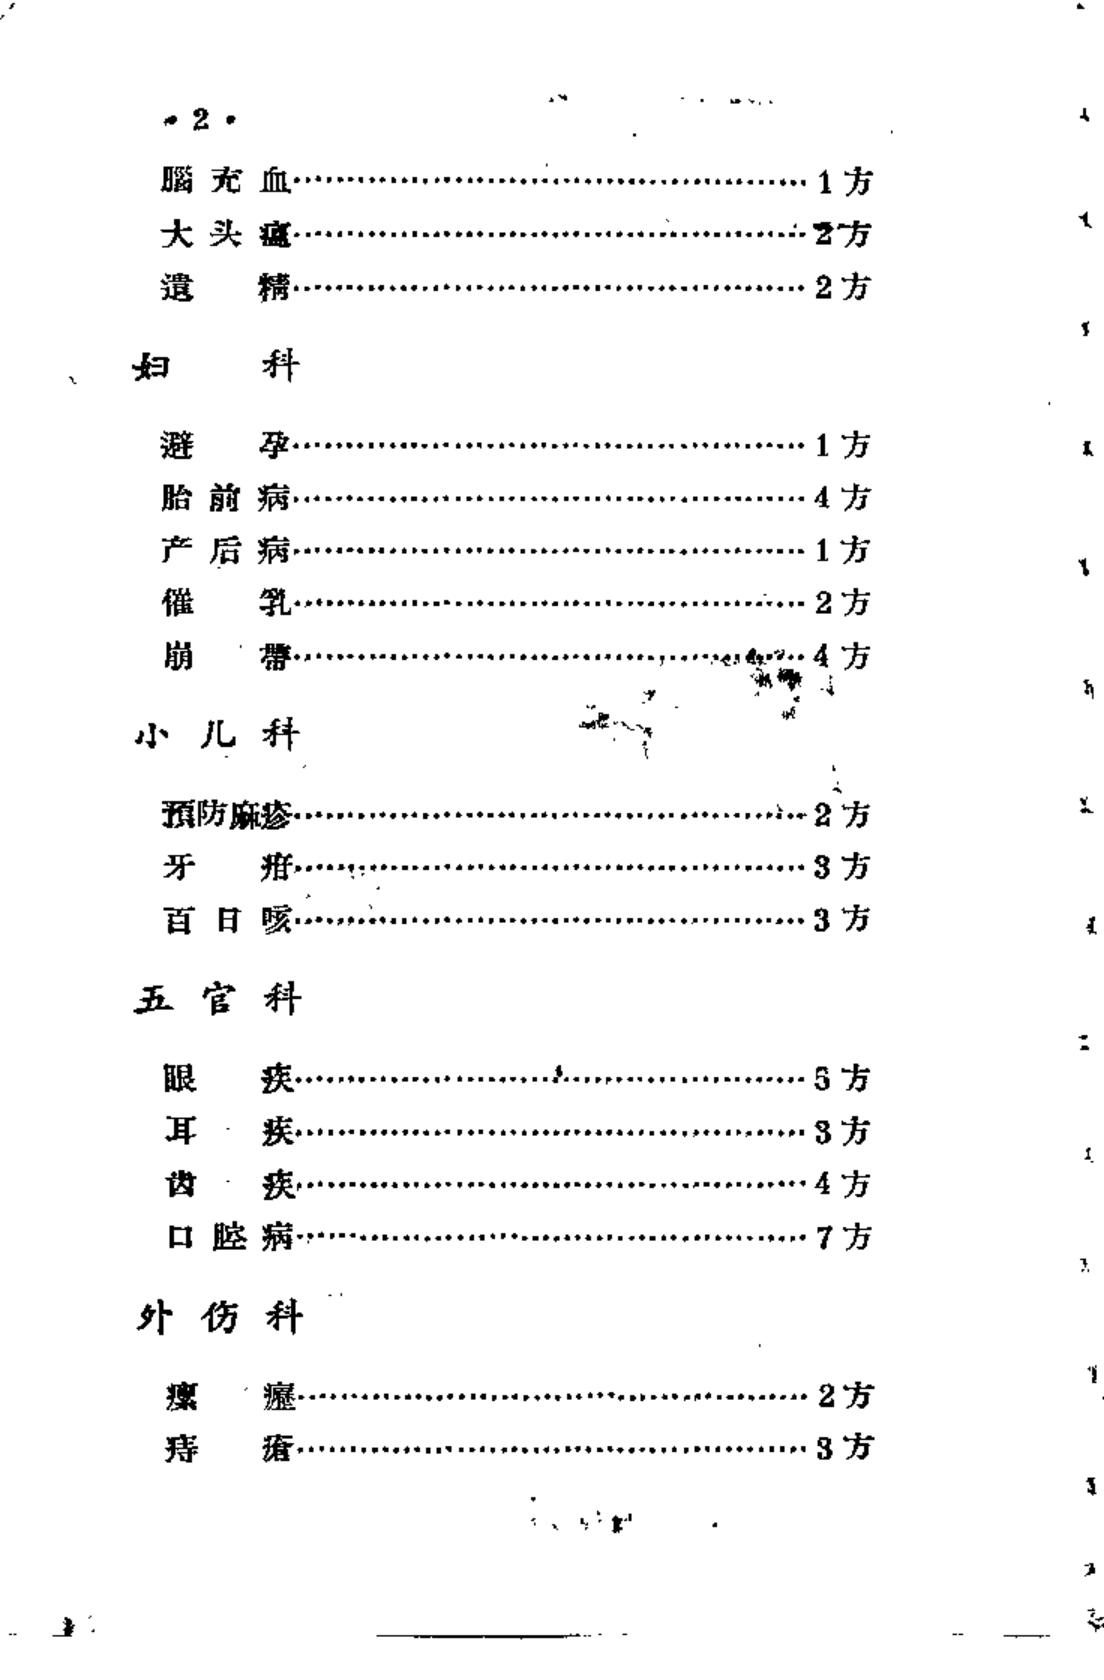 • 2 •
腦充血……………………1方
大头瘟……………………2方
遺精……………………2方
妇科
避孕……………………1方
胎前病……………………4方
产后病……………………1方
催乳……………………2方
崩帶……………………4方
小儿科
預防麻疹……………………2方
牙疳……………………3方
百日咳……………………3方
五官科
眼疾……………………5方
耳疾……………………3方
齿疾……………………4方
口腔病……………………7方
外伤科
瘰癧……………………2方
痔瘡……………………3方